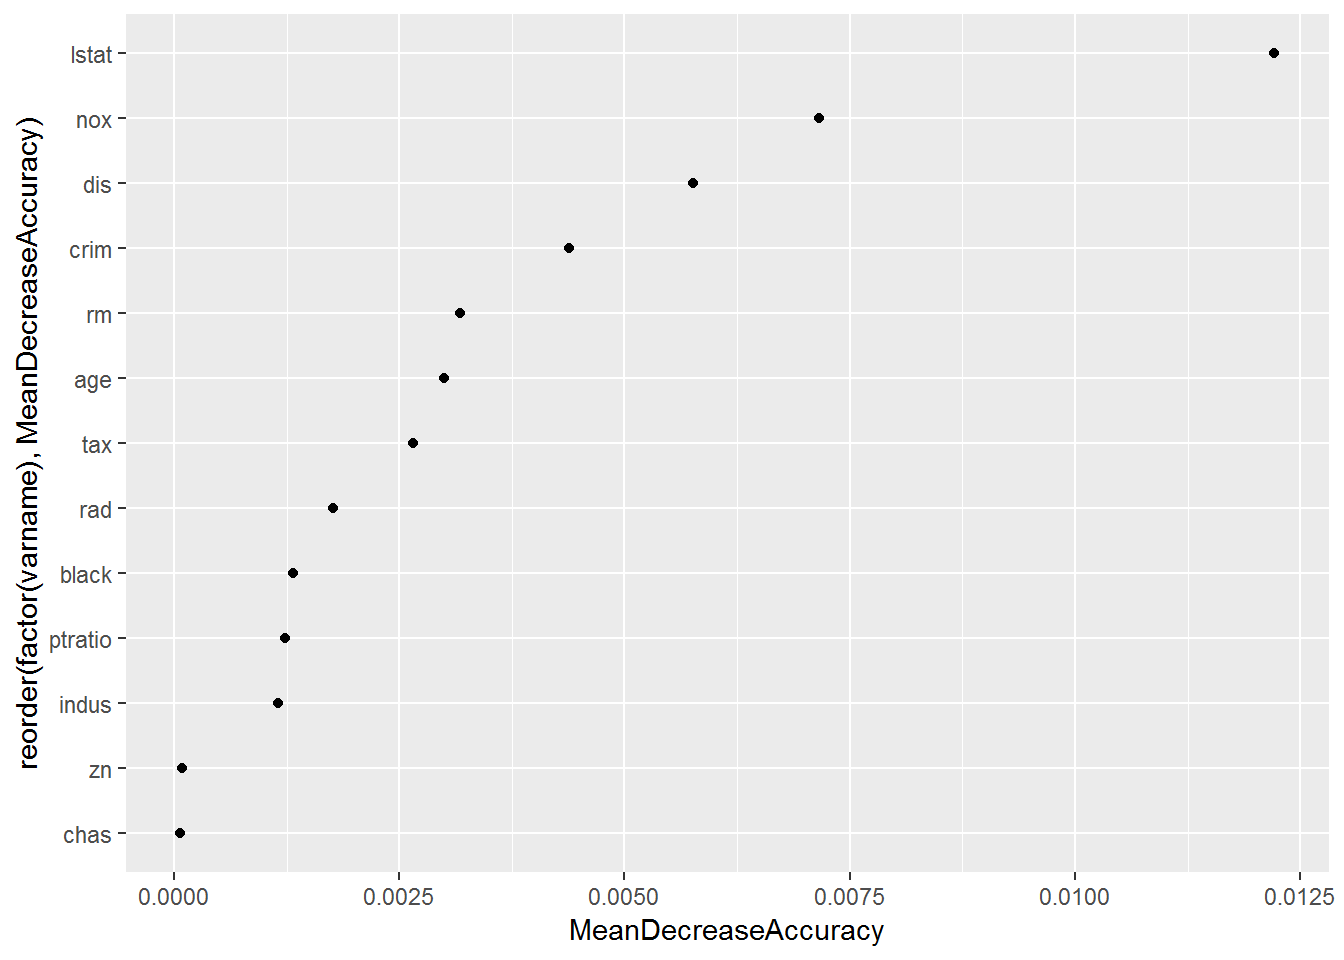 reorder(factor(varname), MeanDecreaseAccuracy)
lstat
nox
dis
crim
rm
age
tax
rad
black
ptratio
indus
zn
chas
0.0000 0.0025 0.0050 0.0075 0.0100 0.0125
MeanDecreaseAccuracy